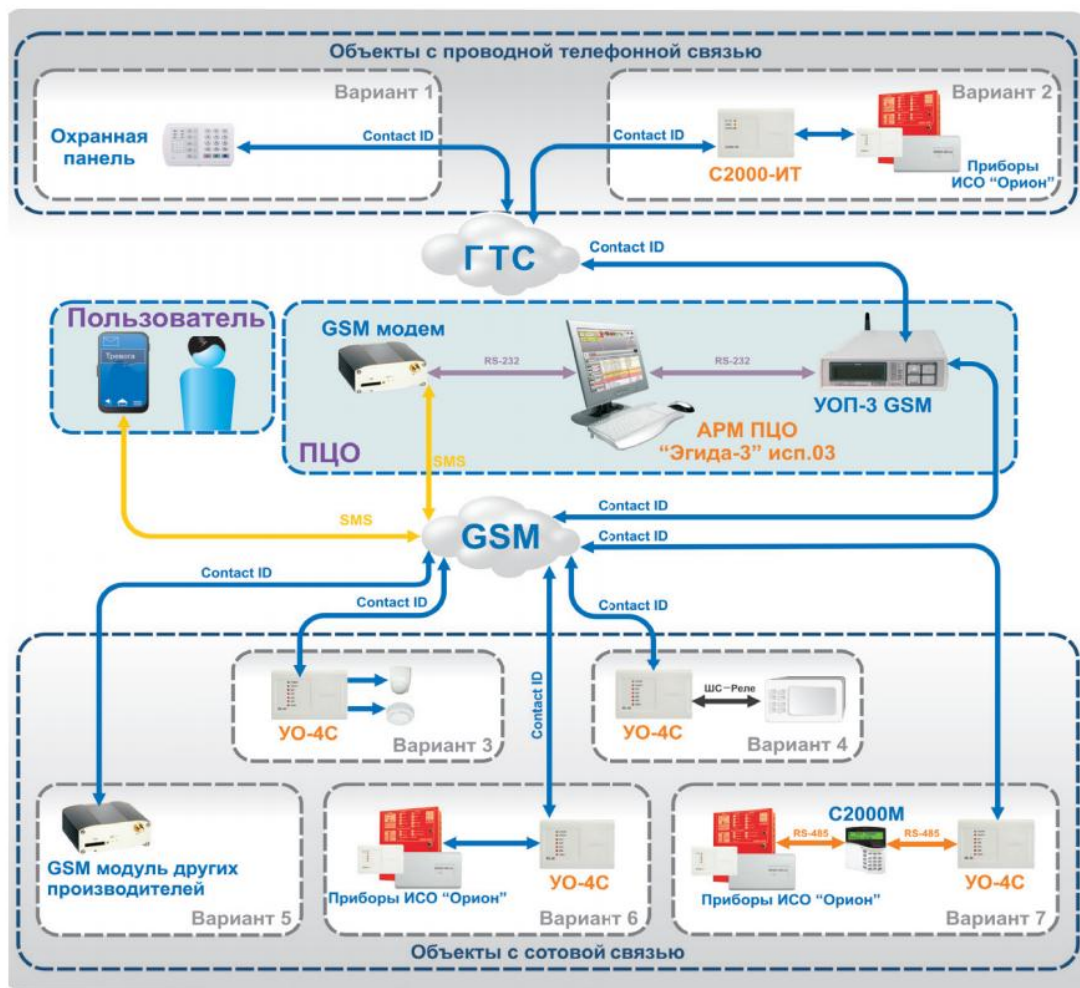 Объекты с проводной телефонной связью
Вариант 1
Вариант 2
Охранная
панель
Contact ID
Contact ID
С2000-ИТ
Приборы
ИСО “Орион”
ГТС
Contact ID
Пользователь
Тревога
GSM модем
RS-232
RS-232
УОП-3 GSM
АРМ ПЦО
“Эгида-3” исп.03
ПЦО
SMS
SMS
GSM
Contact ID
Contact ID
Contact ID
Contact ID
Contact ID
Contact ID
УО-4С
Вариант 3
УО-4С
ШС–Реле
Вариант 4
GSM модуль других
производителей
Вариант 5
Приборы ИСО “Орион”
УО-4С
Вариант 6
С2000М
RS-485
RS-485
Приборы ИСО “Орион”
УО-4С
Вариант 7
Объекты с сотовой связью